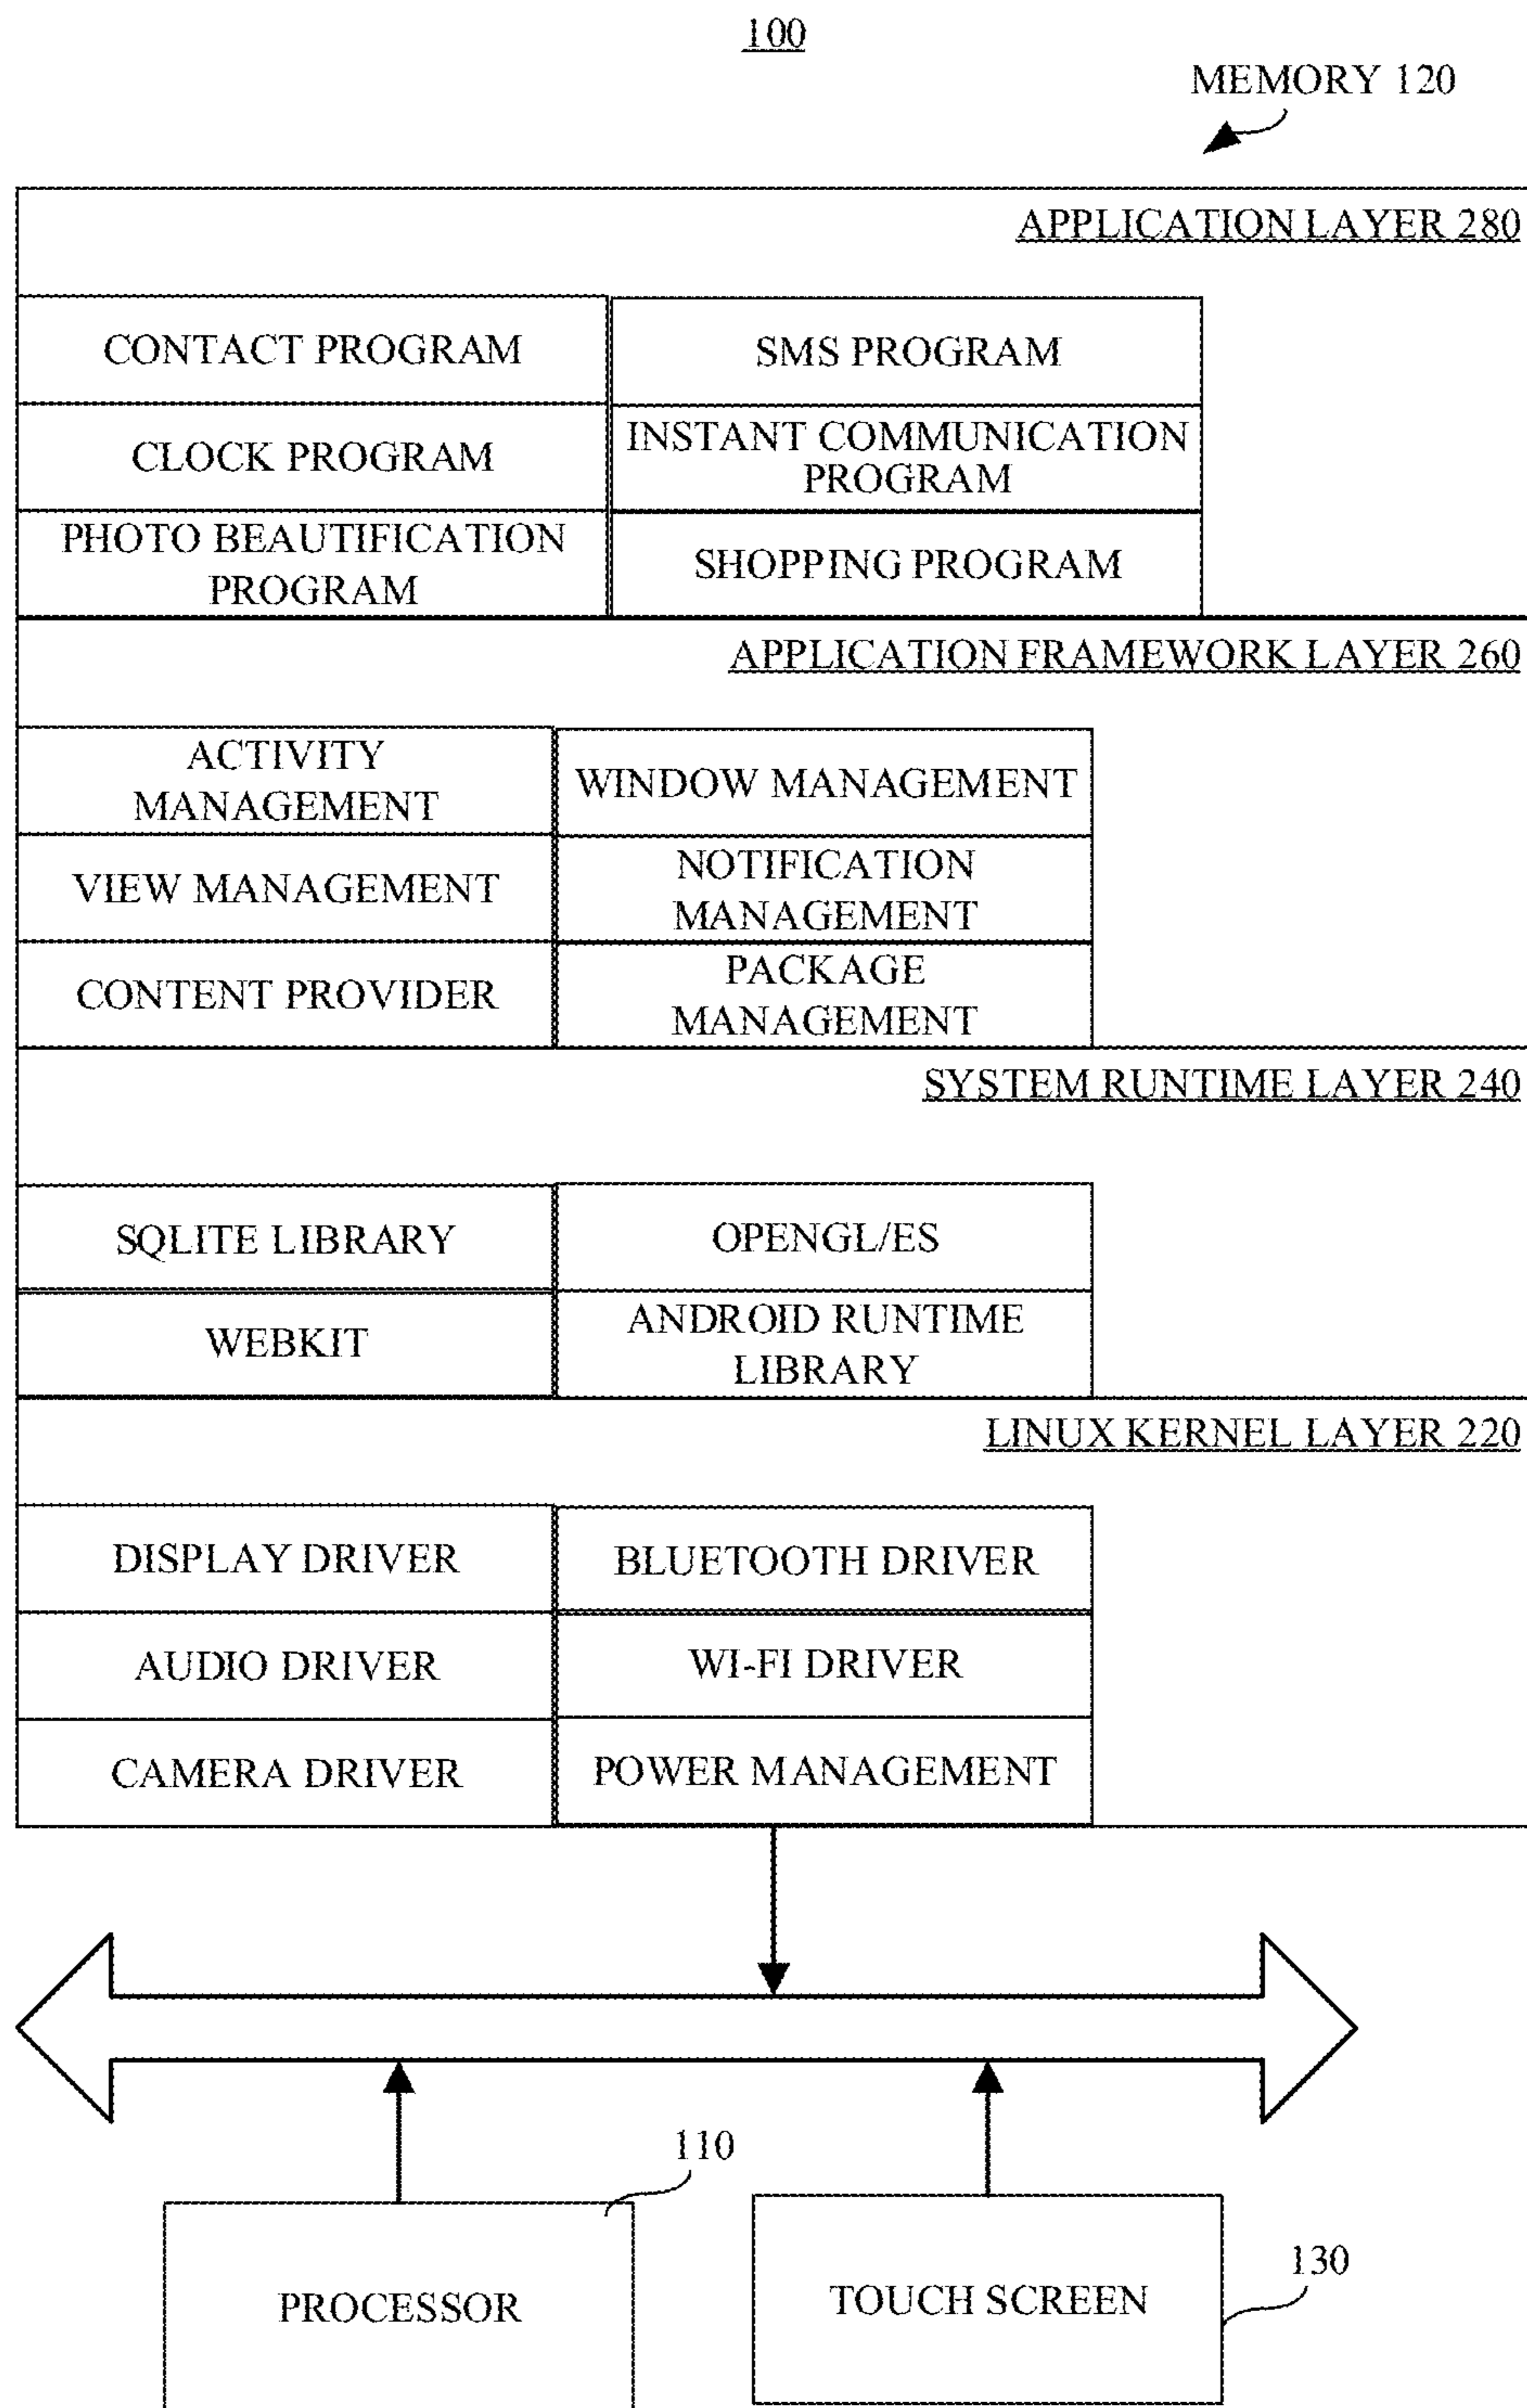 100
MEMORY 120
APPLICATION LAYER 280
CONTACT PROGRAM
SMS PROGRAM
CLOCK PROGRAM
INSTANT COMMUNICATION
PROGRAM
PHOTO BEAUTIFICATION
PROGRAM
SHOPPING PROGRAM
APPLICATION FRAMEWORK LAYER 260
ACTIVITY
MANAGEMENT
WINDOW MANAGEMENT
VIEW MANAGEMENT
NOTIFICATION
MANAGEMENT
CONTENT PROVIDER
PACKAGE
MANAGEMENT
SYSTEM RUNTIME LAYER 240
SQLITE LIBRARY
OPENGL/ES
WEBKIT
ANDROID RUNTIME
LIBRARY
LINUX KERNEL LAYER 220
DISPLAY DRIVER
BLUETOOTH DRIVER
AUDIO DRIVER
WI-FI DRIVER
CAMERA DRIVER
POWER MANAGEMENT
110
PROCESSOR
TOUCH SCREEN
130